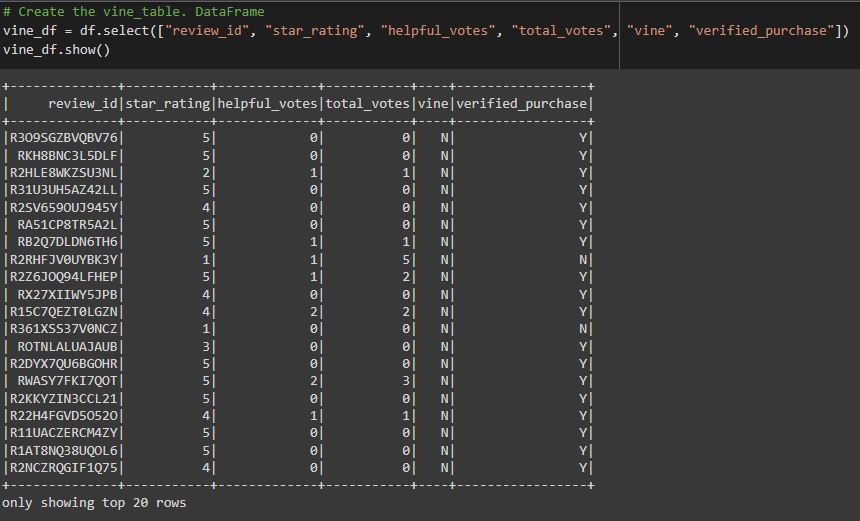 # Create the vine_table. DataFrame
vine_df = df.select(["review_id", "star_rating", "helpful_votes", "total_votes", "vine", "verified_purchase"])
vine_df.show()
+--------------+-----------+-------------+-----------+----+-----------------+
|     review_id|star_rating|helpful_votes|total_votes|vine|verified_purchase|
+--------------+-----------+-------------+-----------+----+-----------------+
|R3O9SGZBVQBV76|          5|            0|          0|   N|                Y|
| RKH8BNC3L5DLF|          5|            0|          0|   N|                Y|
|R2HLE8WKZSU3NL|          2|            1|          1|   N|                Y|
|R31U3UH5AZ42LL|          5|            0|          0|   N|                Y|
|R2SV659OUJ945Y|          4|            0|          0|   N|                Y|
| RA51CP8TR5A2L|          5|            0|          0|   N|                Y|
| RB2Q7DLDN6TH6|          5|            1|          1|   N|                Y|
|R2RHFJV0UYBK3Y|          1|            1|          5|   N|                N|
|R2Z6JOQ94LFHEP|          5|            1|          2|   N|                Y|
| RX27XIIWY5JPB|          4|            0|          0|   N|                Y|
|R15C7QEZT0LGZN|          4|            2|          2|   N|                Y|
|R361XSS37V0NCZ|          1|            0|          0|   N|                N|
| ROTNLALUAJAUB|          3|            0|          0|   N|                Y|
|R2DYX7QU6BGOHR|          5|            0|          0|   N|                Y|
| RWASY7FKI7QOT|          5|            2|          3|   N|                Y|
|R2KKYZIN3CCL21|          5|            0|          0|   N|                Y|
|R22H4FGVD5O52O|          4|            1|          1|   N|                Y|
|R11UACZERCM4ZY|          5|            0|          0|   N|                Y|
|R1AT8NQ38UQOL6|          5|            0|          0|   N|                Y|
|R2NCZRQGIF1Q75|          4|            0|          0|   N|                Y|
+--------------+-----------+-------------+-----------+----+-----------------+
only showing top 20 rows